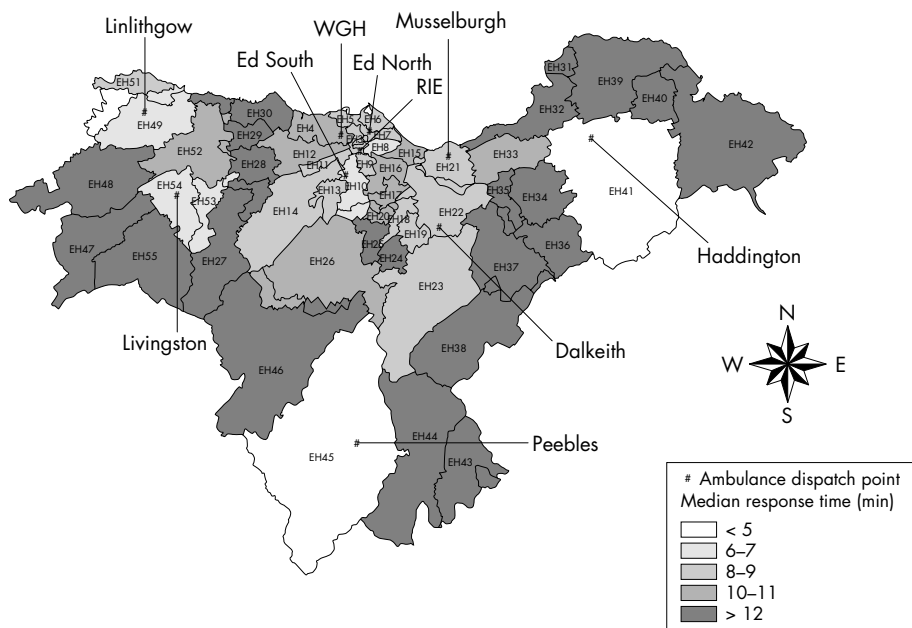 Linlithgow
WGH
Musselburgh
Ed South
Ed North
RIE
EH51
EH49
EH30
EH29
EH4
EH5
EH6
EH7
EH8
EH52
EH28
EH12
EH11
EH9
EH15
EH16
EH21
EH33
EH31
EH39
EH32
EH40
EH42
EH41
EH48
EH54
EH53
EH13
EH10
EH14
EH17
EH20
EH18
EH19
EH22
EH35
EH34
EH36
EH47
EH55
EH27
EH26
EH25
EH24
EH23
EH37
EH38
Haddington
Livingston
Dalkeith
EH46
EH45
EH44
EH43
Peebles
N
W E
S
# Ambulance dispatch point
Median response time (min)
< 5
6–7
8–9
10–11
> 12